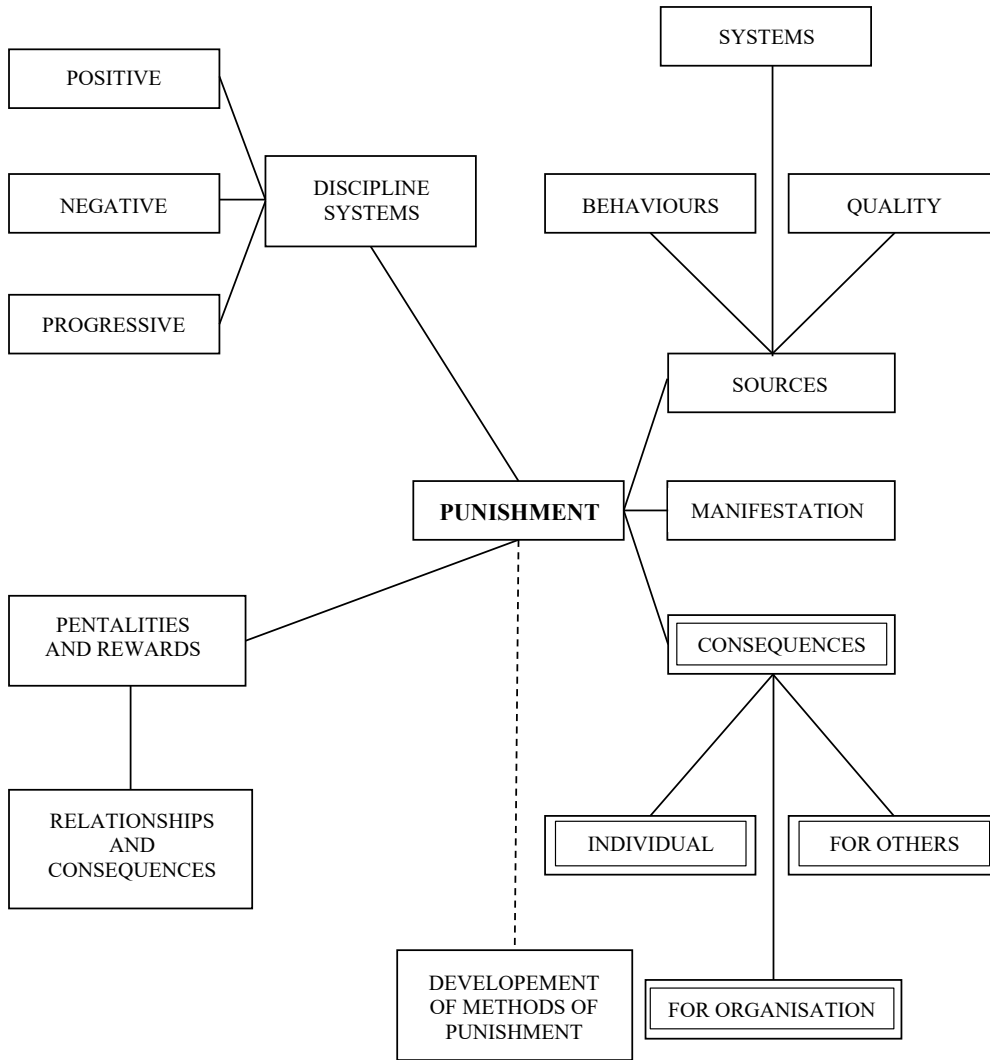 SYSTEMS
POSITIVE
DISCIPLINE
SYSTEMS
NEGATIVE
BEHAVIOURS
QUALITY
PROGRESSIVE
SOURCES
PUNISHMENT
MANIFESTATION
PENTALITIES
AND REWARDS
CONSEQUENCES
RELATIONSHIPS
AND
CONSEQUENCES
INDIVIDUAL
FOR OTHERS
DEVELOPEMENT
OF METHODS OF
PUNISHMENT
FOR ORGANISATION